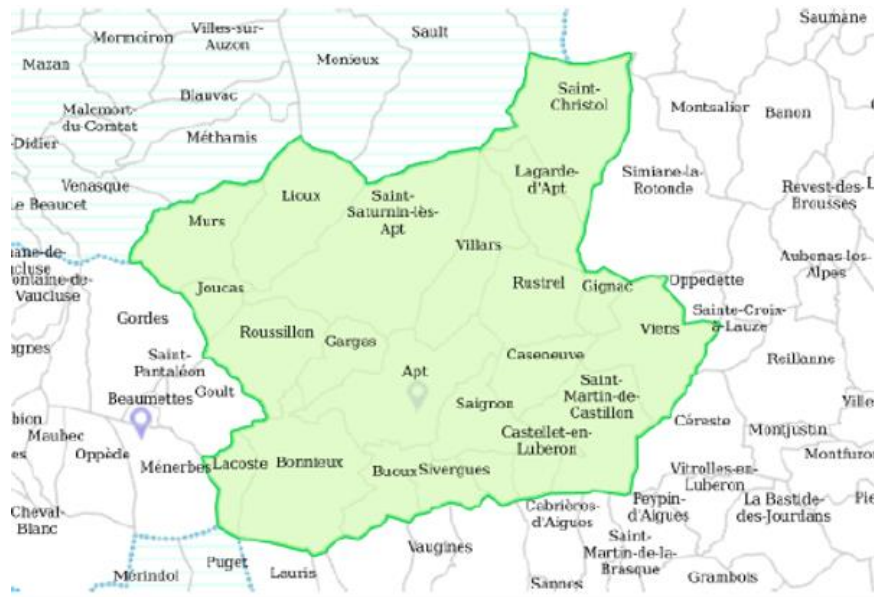 Saumane
Sault
Villes-sur-
Auzon
Mormoiron
Monieux
Mazan
Saint-
Christol
Blauvac
Malemort-
du-Comtat
Montsalier
Banon
Méthamis
-Didier
Lagarde-
d'Apt
Simiane-la-
Rotonde
Venasque
Lioux
Saint-
Saturnin-lès-
Apt
Revest-des-
Brousses
Le Beaucet
Murs
Villars
Aubenas-les-
Alpes
Vaucluse
Joucas
Rustrel
Gignac
Oppedette
Gordes
Sainte-Croix-
à-Lauze
Roussillon
Gargas
Viens
Saint-
Pantaléon
Caseneuve
Reillanne
Apt
Goult
Beaumettes
Saint-
Martin-de-
Castillon
Saignon
Céreste
Montjustin
Maubec
Castellet-en-
Luberon
Oppède
Ménerbes
Lacoste
Bonnieux
Buoux
Sivergues
Vitrolles-en-
Luberon
Montfuron
Cabrières-
d'Aigues
Peypin-
d'Aigues
La Bastide-
des-Jourdans
Cheval-
Blanc
Vaugines
Saint-
Martin-de-la-
Brasque
Puget
Lauris
Mérindol
Sannes
Grambois